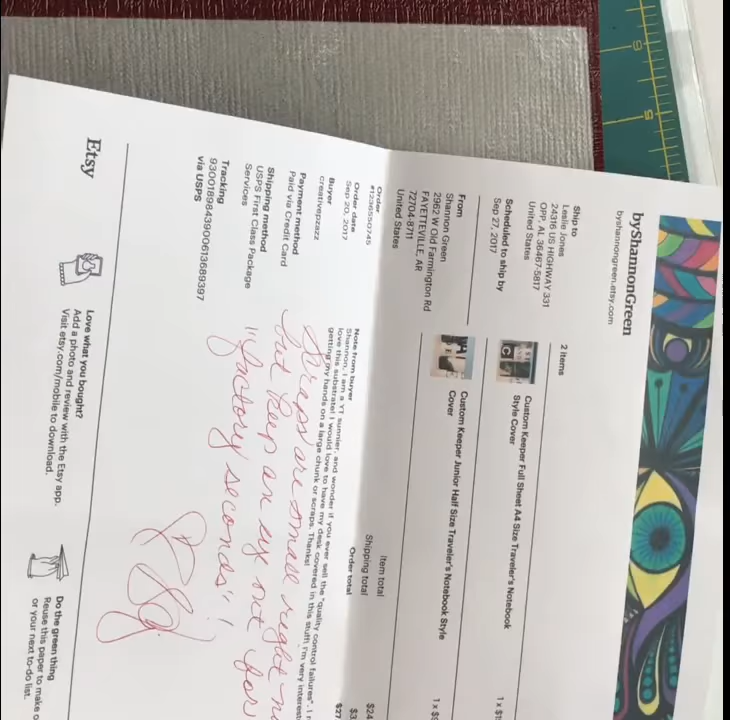 byShannonGreen
byshannongreen.etsy.com
Ship to
Leslie Jones
24316 US HIGHWAY 331
OPP, AL 36467-5817
United States
Scheduled to ship by
Sep 27, 2017
From
Shannon Green
2962 W Old Farmington Rd
FAYETTEVILLE, AR
72704-8711
United States
Order
#1236550745
Order date
Sep 20, 2017
Buyer
creativepzazz
Payment method
Paid via Credit Card
Shipping method
USPS First Class Package
Services
Tracking
9300189843900613689397
via USPS
2 items
Custom Keeper Full Sheet A4 Size Traveler's Notebook
Style Cover
1 x
Custom Keeper Junior Half Size Traveler's Notebook Style
Cover
1 x
Item total $24
Shipping total $3
Order total $27
Note from buyer
Shannon, I am a YT sunnier, and wonder if you ever sell the "quality control failures". I
love this substrate! I would love to have my desk covered in this stuff! I'm very interest
getting my hands on a large chunk or scraps. Thanks!
Scraps are small right
but keep an eye out for
"factory seconds"!
Etsy
Love what you bought?
Add a photo and review with the Etsy app.
Visit etsy.com/mobile to download.
Do the green thing
Reuse this paper to make
or your next to-do list.